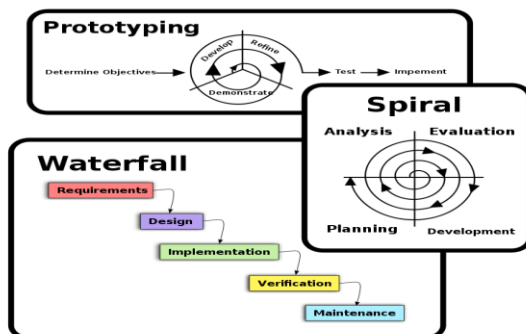 Prototyping
Develop
Refine
Determine Objectives
Test
Impement
Demonstrate
Spiral
Analysis
Evaluation
Planning
Development
Waterfall
Requirements
Design
Implementation
Verification
Maintenance